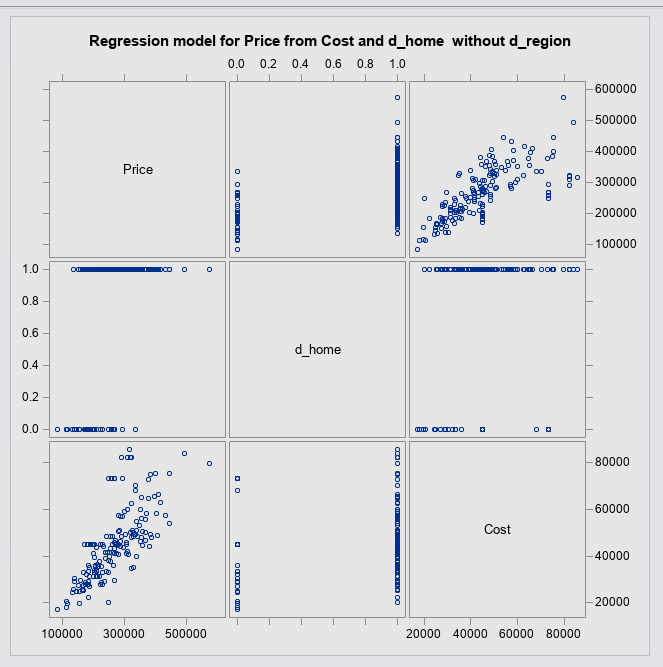 Regression model for Price from Cost and d_home without d_region
0.0 0.2 0.4 0.6 0.8 1.0
Price
600000
500000
400000
300000
200000
100000
1.0
0.8
0.6
0.4
0.2
0.0
d_home
Cost
80000
60000
40000
20000
100000 300000 500000 20000 40000 60000 80000